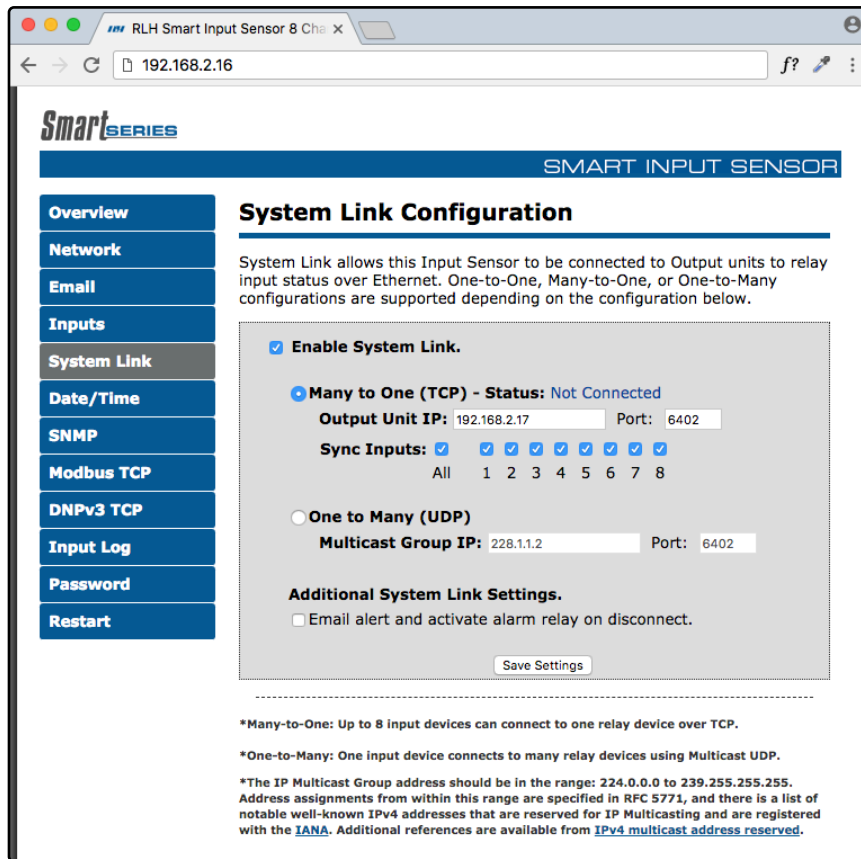 RLH Smart Input Sensor 8 Cha
192.168.2.16
f?
Smart SERIES
SMART INPUT SENSOR
Overview
Network
Email
Inputs
System Link
Date/Time
SNMP
Modbus TCP
DNPv3 TCP
Input Log
Password
Restart
System Link Configuration
System Link allows this Input Sensor to be connected to Output units to relay
input status over Ethernet. One-to-One, Many-to-One, or One-to-Many
configurations are supported depending on the configuration below.
Enable System Link.
Many to One (TCP) - Status: Not Connected
Output Unit IP: 192.168.2.17 Port: 6402
Sync Inputs:
All 1 2 3 4 5 6 7 8
One to Many (UDP)
Multicast Group IP: 228.1.1.2 Port: 6402
Additional System Link Settings.
Email alert and activate alarm relay on disconnect.
Save Settings
*Many-to-One: Up to 8 input devices can connect to one relay device over TCP.
*One-to-Many: One input device connects to many relay devices using Multicast UDP.
*The IP Multicast Group address should be in the range: 224.0.0.0 to 239.255.255.255.
Address assignments from within this range are specified in RFC 5771, and there is a list of
notable well-known IPv4 addresses that are reserved for IP Multicasting and are registered
with the IANA. Additional references are available from IPv4 multicast address reserved.